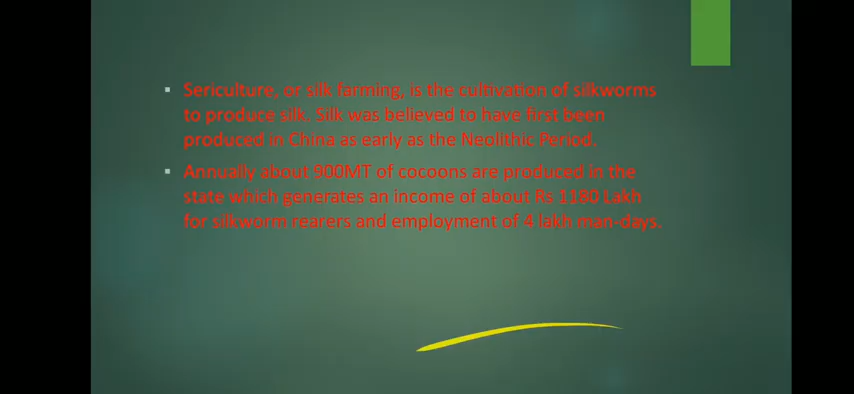 Sericulture, or silk farming, is the cultivation of silkworms
to produce silk. Silk was believed to have first been
produced in China as early as the Neolithic Period.
Annually about 900MT of cocoons are produced in the
state which generates an income of about Rs 1180 Lakh
for silkworm rearers and employment of 4 lakh man-days.